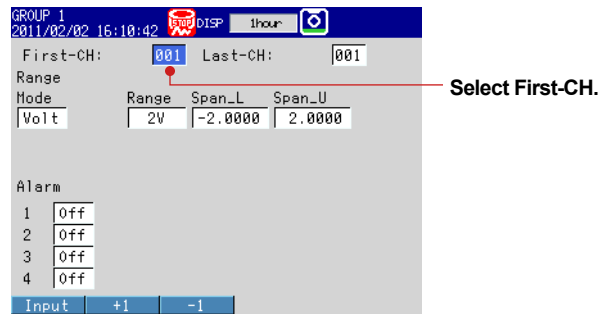 GROUP 1
2011/02/02 16:10:42 STOP DISP 1hour
First-CH: 001 Last-CH: 001
Select First-CH.
Range
Mode Range Span_L Span_U
Volt 2V -2.0000 2.0000
Alarm
1 Off
2 Off
3 Off
4 Off
Input +1 -1